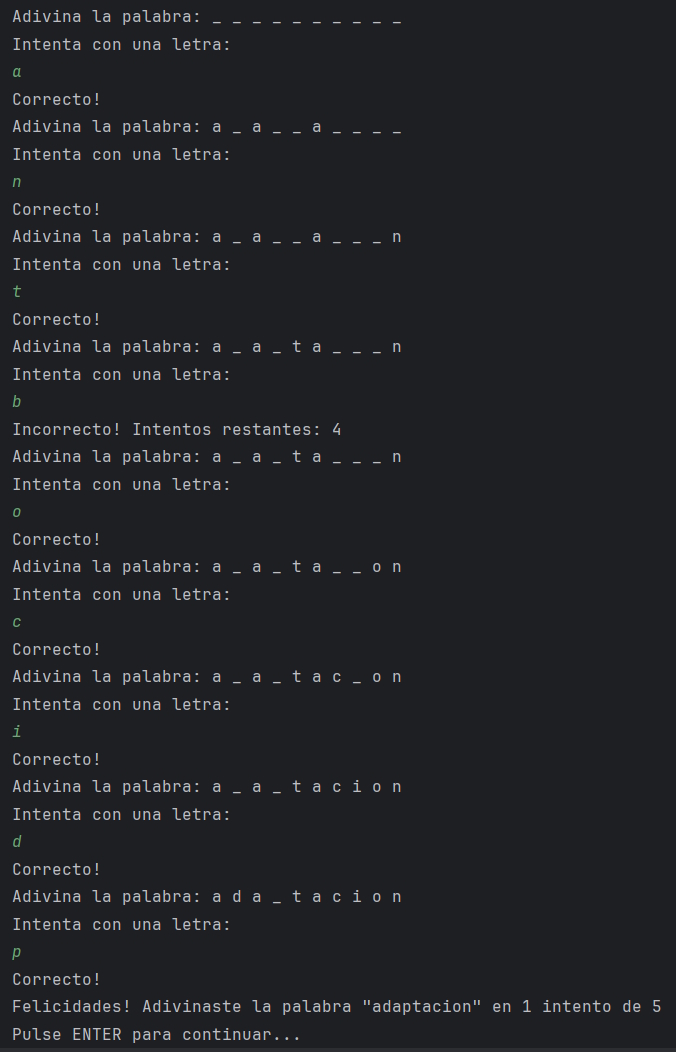 Adivina la palabra: _ _ _ _ _ _ _ _ _ _
Intenta con una letra:
a
Correcto!
Adivina la palabra: a _ a _ _ a _ _ _ _
Intenta con una letra:
n
Correcto!
Adivina la palabra: a _ a _ _ a _ _ _ n
Intenta con una letra:
t
Correcto!
Adivina la palabra: a _ a _ t a _ _ _ n
Intenta con una letra:
b
Incorrecto! Intentos restantes: 4
Adivina la palabra: a _ a _ t a _ _ _ n
Intenta con una letra:
o
Correcto!
Adivina la palabra: a _ a _ t a _ _ o n
Intenta con una letra:
c
Correcto!
Adivina la palabra: a _ a _ t a c _ o n
Intenta con una letra:
i
Correcto!
Adivina la palabra: a _ a _ t a c i o n
Intenta con una letra:
d
Correcto!
Adivina la palabra: a d a _ t a c i o n
Intenta con una letra:
p
Correcto!
Felicidades! Adivinaste la palabra "adaptacion" en 1 intento de 5
Pulse ENTER para continuar...